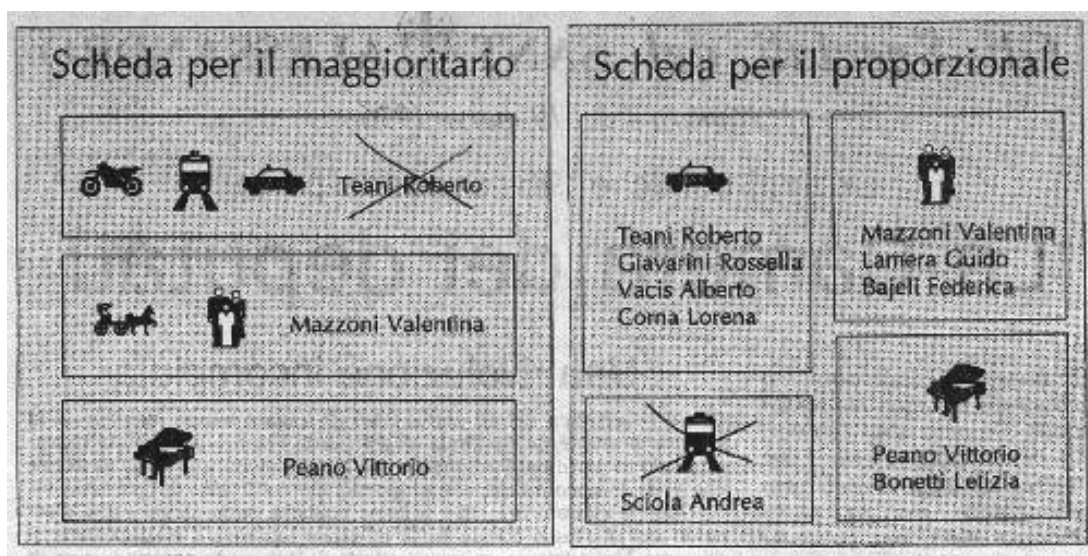 Scheda per il maggioritario
Teani Roberto
Mazzoni Valentina
Peano Vittorio
Scheda per il proporzionale
Teani Roberto
Giavarini Rossella
Vacis Alberto
Corna Lorena
Mazzoni Valentina
Lamera Guido
Bajeli Federica
Sciola Andrea
Peano Vittorio
Bonetti Letizia